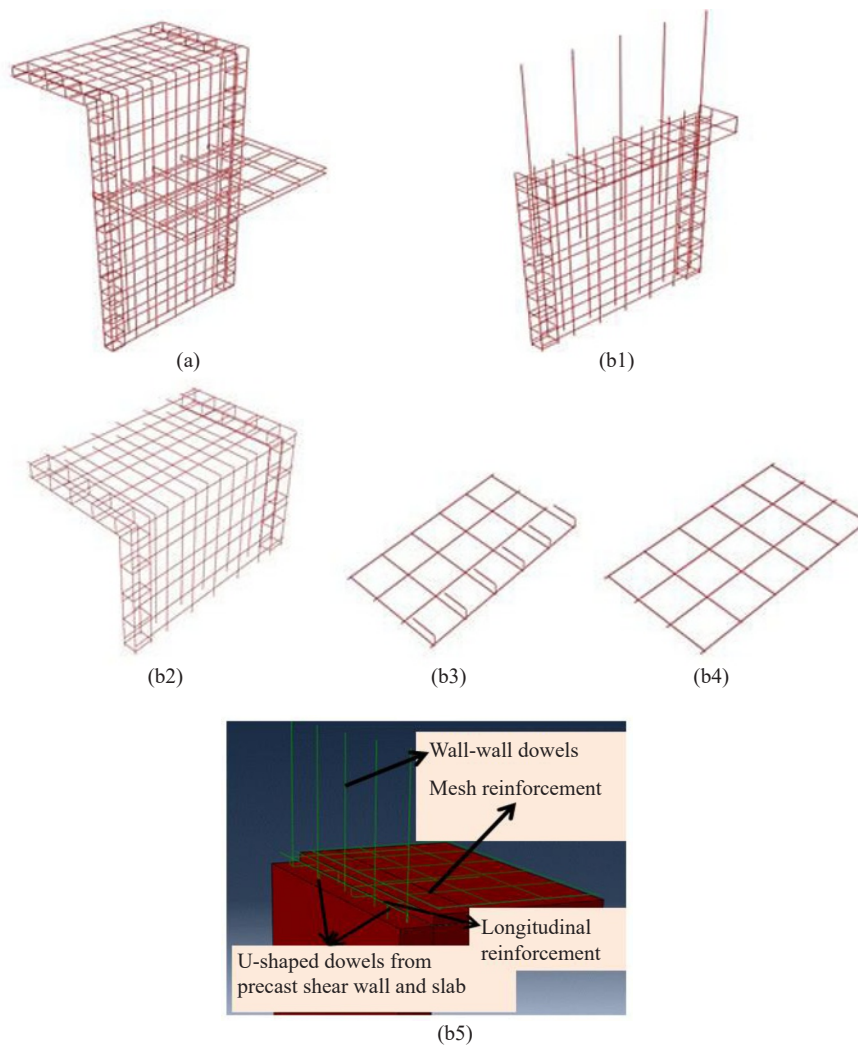 (a)
(b1)
(b2)
(b3)
(b4)
Wall-wall dowels
Mesh reinforcement
Longitudinal
reinforcement
U-shaped dowels from
precast shear wall and slab
(b5)